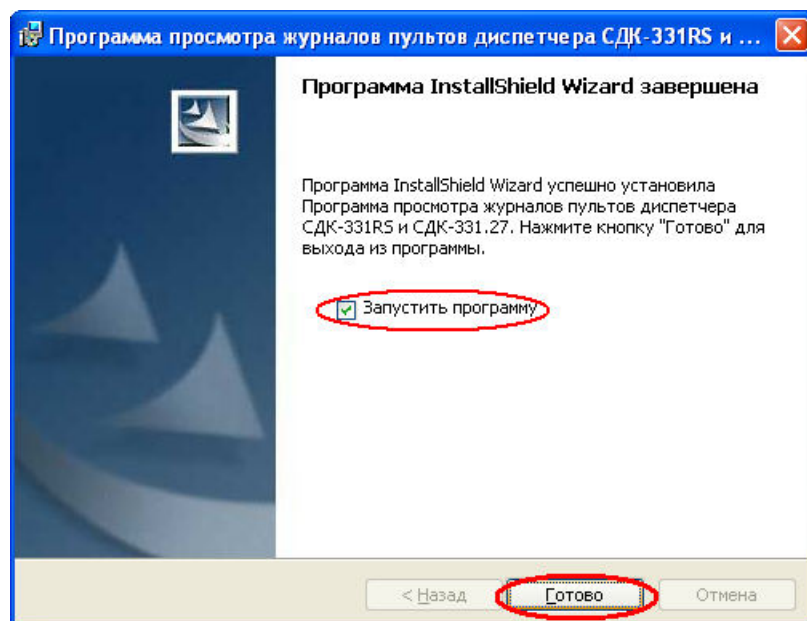 Программа просмотра журналов пультов диспетчера СДК-331RS и ...
Программа InstallShield Wizard завершена
Программа InstallShield Wizard успешно установила
Программа просмотра журналов пультов диспетчера
СДК-331RS и СДК-331.27. Нажмите кнопку "Готово" для
выхода из программы.
Запустить программу
< Назад Готово Отмена